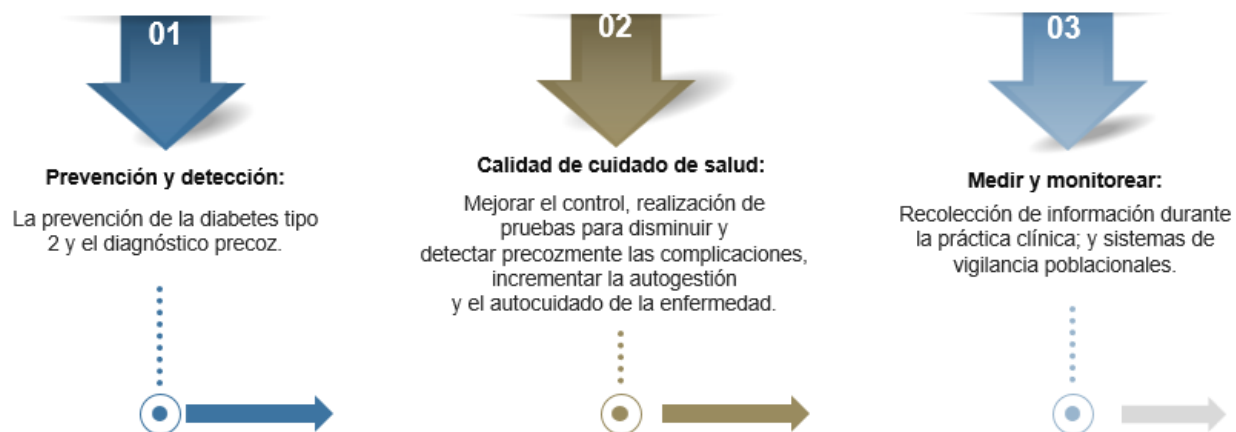 01
Prevención y detección:
La prevención de la diabetes tipo
2 y el diagnóstico precoz.
02
Calidad de cuidado de salud:
Mejorar el control, realización de
pruebas para disminuir y
detectar precozmente las complicaciones,
incrementar la autogestión
y el autocuidado de la enfermedad.
03
Medir y monitorear:
Recolección de información durante
la práctica clínica; y sistemas de
vigilancia poblacionales.